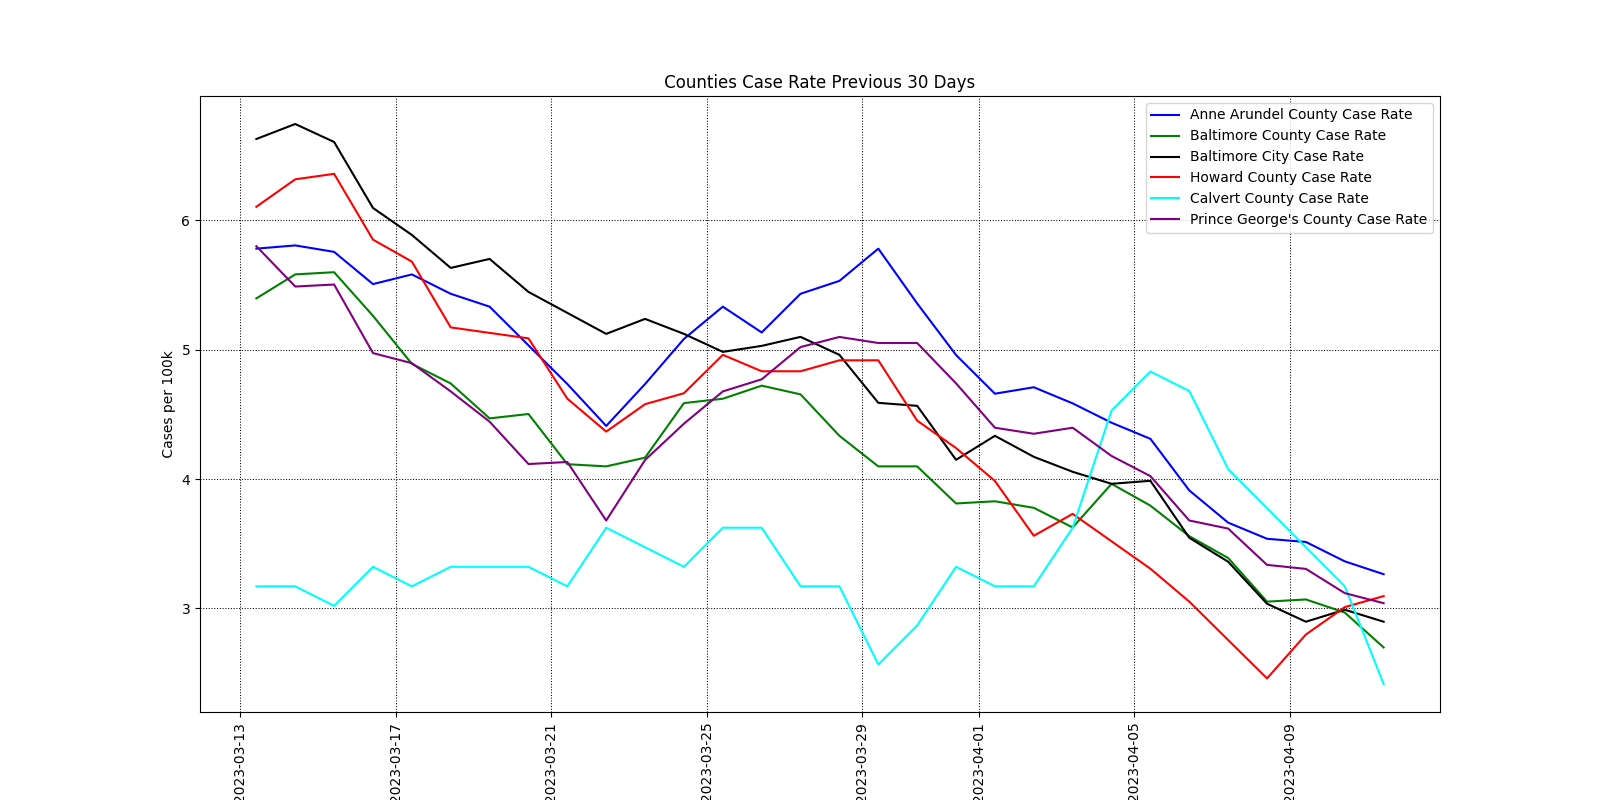 Counties Case Rate Previous 30 Days
Anne Arundel County Case Rate
Baltimore County Case Rate
Baltimore City Case Rate
Howard County Case Rate
Calvert County Case Rate
Prince George's County Case Rate
Cases per 100k
6
5
4
3
2023-03-13
2023-03-17
2023-03-21
2023-03-25
2023-03-29
2023-04-01
2023-04-05
2023-04-09